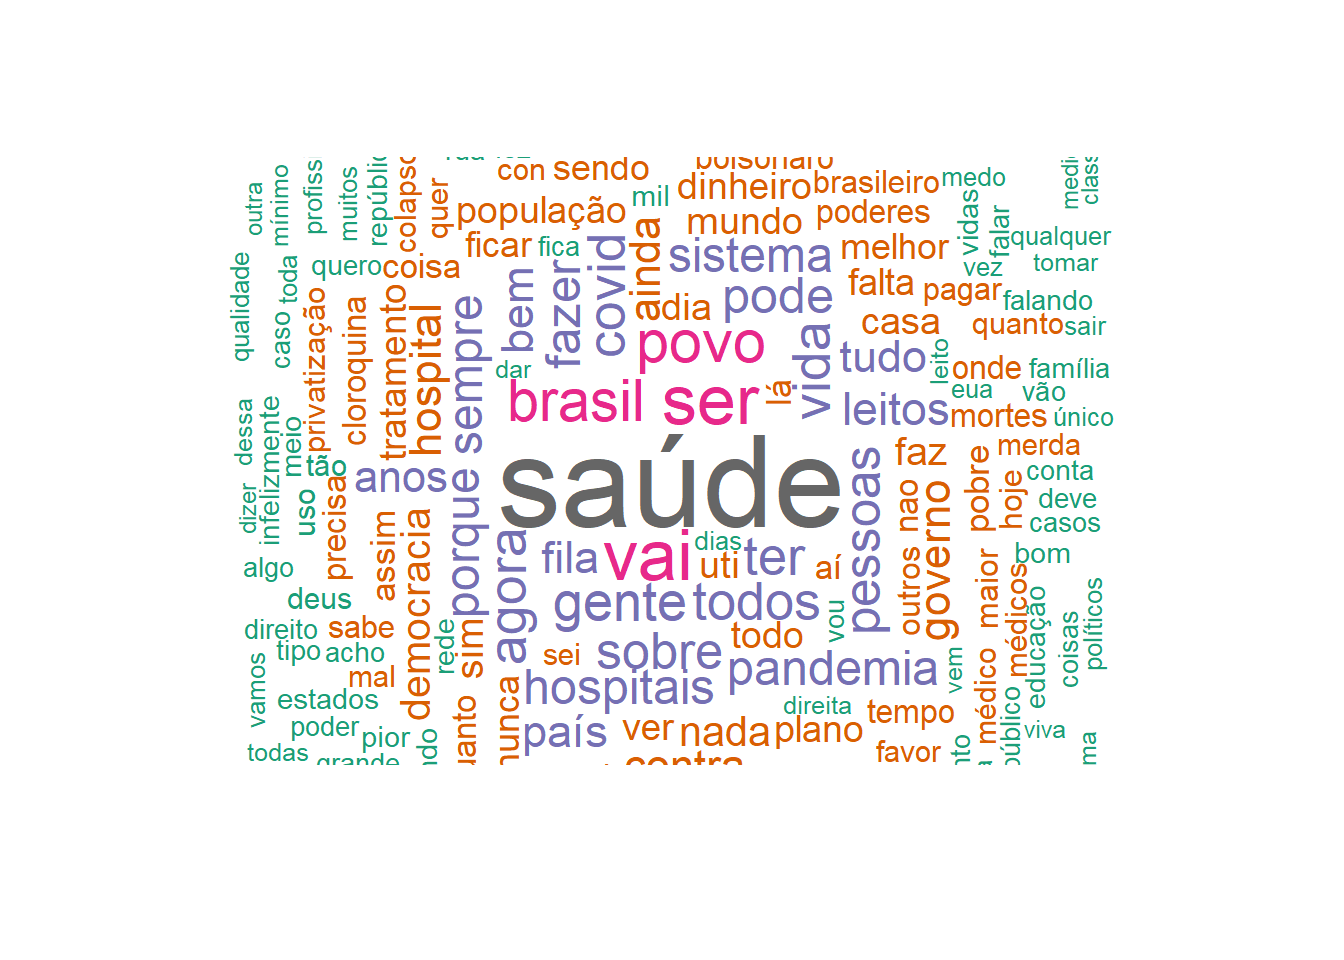 con sendo
bolsonaro
dinheiro
brasileiro
medo
outra
mínimo
muitos
quer
população
mil
mundo
poderes
vidas
falar
qualquer
ficar
fica
covid
ainda
sistema
melhor
vez
tomar
qualidade
toda
quero
coisa
bem
fazer
dia
pode
falta
pagar
falando
caso
privatização
cloroquina
tratamento
hospital
sempre
povo
vida
casa
quanto
sair
tudo
leito
onde
família
dar
brasil
ser
lá
leitos
eua
vão
mortes
único
dessa
infelizmente
meio
tão
anos
saúde
pessoas
faz
merda
conta
dizer
uso
precisa
porque
nao
pobre
hoje
deve
casos
assim
democracia
agora
fila
vai
dias
uti
ter
aí
outros
governo
maior
médicos
bom
algo
deus
gente
todos
vou
educação
coisas
políticos
direito
sabe
rede
sim
sei
sobre
todo
tipo
acho
mal
pandemia
vem
médico
vamos
estados
nunca
hospitais
direita
tempo
público
poder
pior
país
ver
nada
plano
favor
viva
todas
grande
contra